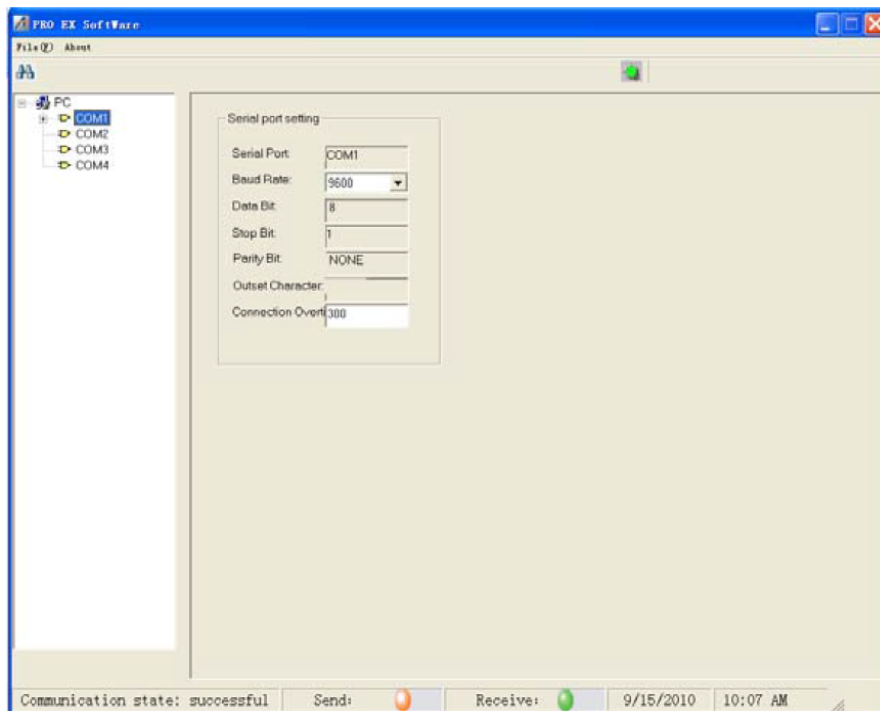 PRO EX SoftWare
File(F) About
PC
COM1
COM2
COM3
COM4
Serial port setting
Serial Port: COM1
Baud Rate: 9600
Data Bit: 8
Stop Bit: 1
Parity Bit: NONE
Outset Character:
Connection Overti 300
Communication state: successful Send: Receive: 9/15/2010 10:07 AM